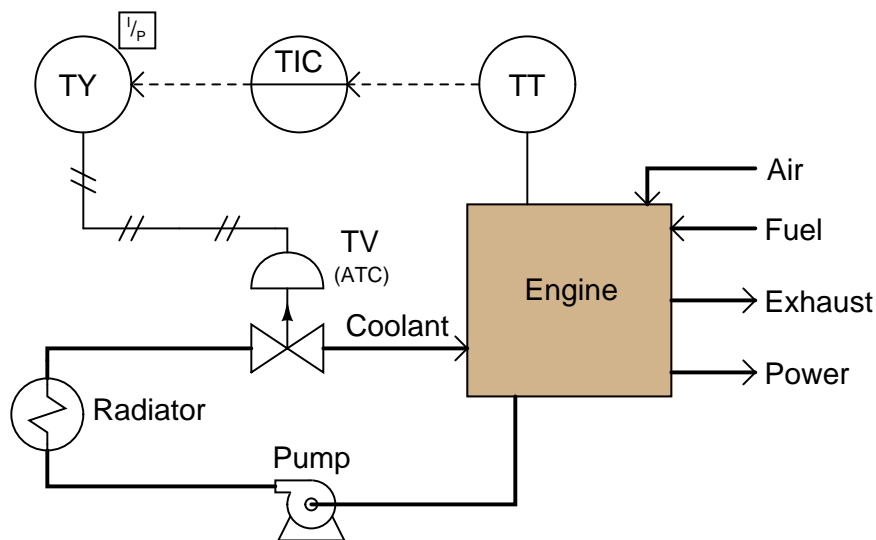 I/P
TY
TIC
TT
Air
Fuel
TV
(ATC)
Engine
Exhaust
Coolant
Power
Radiator
Pump